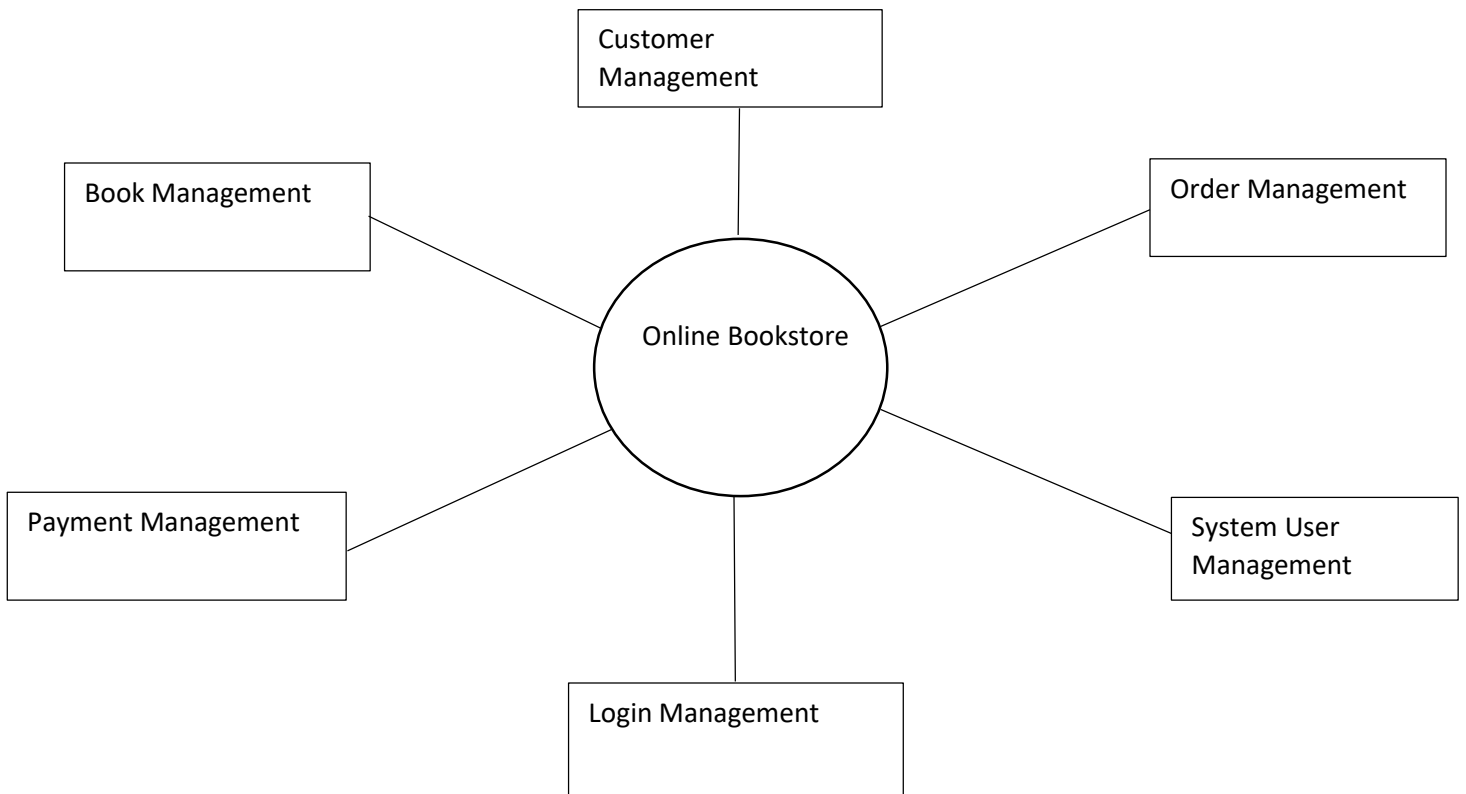 Customer
Management
Book Management
Order Management
Online Bookstore
Payment Management
System User
Management
Login Management